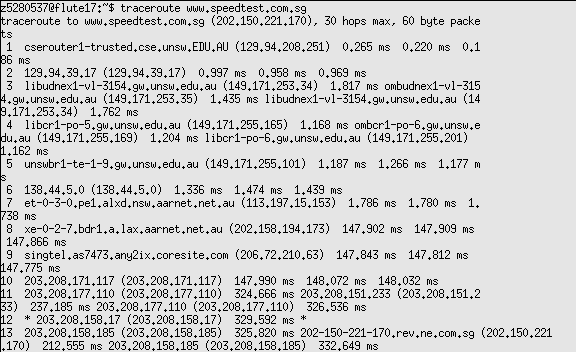 z5280537@flute17:~$ traceroute www.speedtest.com.sg
traceroute to www.speedtest.com.sg (202.150.221.170), 30 hops max, 60 byte packe
ts
1 cserouter1-trusted.cse.unsw.EDU.AU (129.94.208.251) 0.265 ms 0.220 ms 0.1
86 ms
2 129.94.39.17 (129.94.39.17) 0.997 ms 0.958 ms 0.969 ms
3 libudnex1-vl-3154.gw.unsw.edu.au (149.171.253.34) 1.817 ms ombudnex1-vl-315
4.gw.unsw.edu.au (149.171.253.35) 1.435 ms libudnex1-vl-3154.gw.unsw.edu.au (14
9.171.253.34) 1.762 ms
4 libcr1-po-5.gw.unsw.edu.au (149.171.255.165) 1.168 ms ombcr1-po-6.gw.unsw.e
du.au (149.171.255.169) 1.204 ms libcr1-po-6.gw.unsw.edu.au (149.171.255.201)
1.162 ms
5 unswbr1-te-1-9.gw.unsw.edu.au (149.171.255.101) 1.187 ms 1.266 ms 1.177 m
s
6 138.44.5.0 (138.44.5.0) 1.336 ms 1.474 ms 1.439 ms
7 et-0-3-0.pe1.alxd.nsw.aarnet.net.au (113.197.15.153) 1.786 ms 1.780 ms 1.
738 ms
8 xe-0-2-7.bdr1.a.lax.aarnet.net.au (202.158.194.173) 147.902 ms 147.909 ms
147.866 ms
9 singtel.as7473.any2ix.coresite.com (206.72.210.63) 147.843 ms 147.812 ms
147.775 ms
10 203.208.171.117 (203.208.171.117) 147.990 ms 148.072 ms 148.032 ms
11 203.208.177.110 (203.208.177.110) 324.666 ms 203.208.151.233 (203.208.151.2
33) 237.185 ms 203.208.177.110 (203.208.177.110) 326.536 ms
12 * 203.208.158.17 (203.208.158.17) 329.592 ms *
13 203.208.158.185 (203.208.158.185) 325.820 ms 202-150-221-170.rev.ne.com.sg (202.150.221
.170) 212.555 ms 203.208.158.185 (203.208.158.185) 332.649 ms